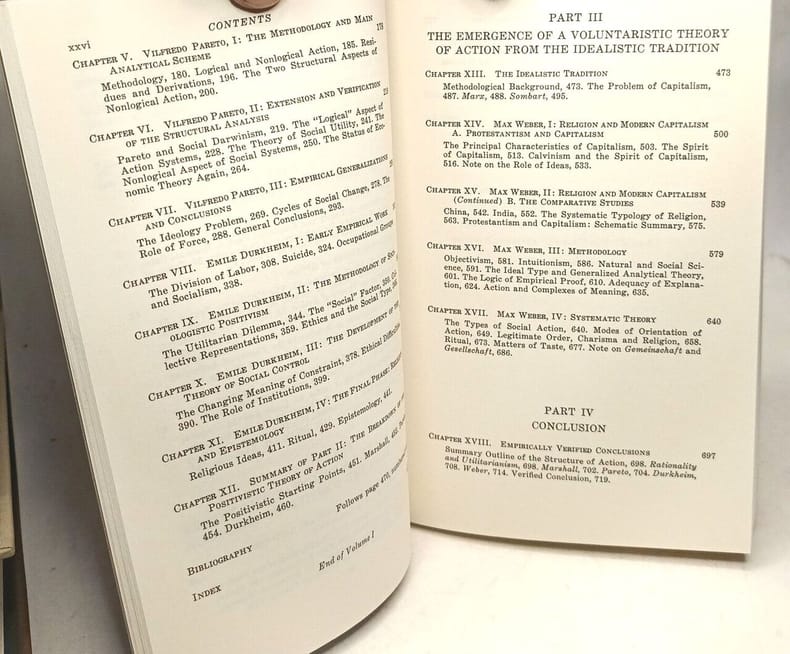 xxvi
CONTENTS
CHAPTER V. VILFREDO PARETO, I: THE METHODOLOGY AND MAIN
ANALYTICAL SCHEME
Methodology, 180. Logical and Nonlogical Action, 185. Resi-
dues and Derivations, 196. The Two Structural Aspects of
Nonlogical Action, 200.
CHAPTER VI. VILFREDO PARETO, II: EXTENSION AND VERIFICATION
OF THE STRUCTURAL ANALYSIS
Pareto and Social Darwinism, 219. The "Logical" Aspect of
Action Systems, 228. The Theory of Social Utility, 241. The
Nonlogical Aspect of Social Systems, 250. The Status of Eco-
nomic Theory Again, 264.
CHAPTER VII. VILFREDO PARETO, III: EMPIRICAL GENERALIZATIONS
AND CONCLUSIONS
The Ideology Problem, 269. Cycles of Social Change, 278. The
Role of Force, 288. General Conclusions, 293.
CHAPTER VIII. EMILE DURKHEIM, I: EARLY EMPIRICAL WORK
The Division of Labor, 308. Suicide, 324. Occupational Groups
and Socialism, 338.
CHAPTER IX. EMILE DURKHEIM, II: THE METHODOLOGY OF
OLOGISTIC POSITIVISM
The Utilitarian Dilemma, 344. The "Social" Factor,
lective Representations, 359. Ethics and the Social Type,
CHAPTER X. EMILE DURKHEIM, III: THE DEVELOPMENT OF THE
THEORY OF SOCIAL CONTROL
The Changing Meaning of Constraint, 378. Ethical
390. The Role of Institutions, 399.
CHAPTER XI. EMILE DURKHEIM, IV: THE FINAL PHASE:
AND EPISTEMOLOGY
Religious Ideas, 411. Ritual, 429. Epistemology, 441.
CHAPTER XII. SUMMARY OF PART II: THE BREAKDOWN OF
POSITIVISTIC THEORY OF ACTION
The Positivistic Starting Points, 451. Marshall,
454. Durkheim, 460.
BIBLIOGRAPHY Follows page 470,
INDEX
End of Volume I
PART III
THE EMERGENCE OF A VOLUNTARISTIC THEORY
OF ACTION FROM THE IDEALISTIC TRADITION
CHAPTER XIII. THE IDEALISTIC TRADITION 473
Methodological Background, 473. The Problem of Capitalism,
487. Marx, 488. Sombart, 495.
CHAPTER XIV. MAX WEBER, I: RELIGION AND MODERN CAPITALISM
A. PROTESTANTISM AND CAPITALISM 500
The Principal Characteristics of Capitalism, 503. The Spirit
of Capitalism, 513. Calvinism and the Spirit of Capitalism,
516. Note on the Role of Ideas, 533.
CHAPTER XV. MAX WEBER, II: RELIGION AND MODERN CAPITALISM
(Continued) B. THE COMPARATIVE STUDIES 539
China, 542. India, 552. The Systematic Typology of Religion,
563. Protestantism and Capitalism: Schematic Summary, 575.
CHAPTER XVI. MAX WEBER, III: METHODOLOGY 579
Objectivism, 581. Intuitionism, 586. Natural and Social Sci-
ence, 591. The Ideal Type and Generalized Analytical Theory,
601. The Logic of Empirical Proof, 610. Adequacy of Explana-
tion, 624. Action and Complexes of Meaning, 635.
CHAPTER XVII. MAX WEBER, IV: SYSTEMATIC THEORY 640
The Types of Social Action, 640. Modes of Orientation of
Action, 649. Legitimate Order, Charisma and Religion, 658.
Ritual, 673. Matters of Taste, 677. Note on Gemeinschaft and
Gesellschaft, 686.
PART IV
CONCLUSION
CHAPTER XVIII. EMPIRICALLY VERIFIED CONCLUSIONS 697
Summary Outline of the Structure of Action, 698. Rationality
and Utilitarianism, 698. Marshall, 702. Pareto, 704. Durkheim,
708. Weber, 714. Verified Conclusion, 719.